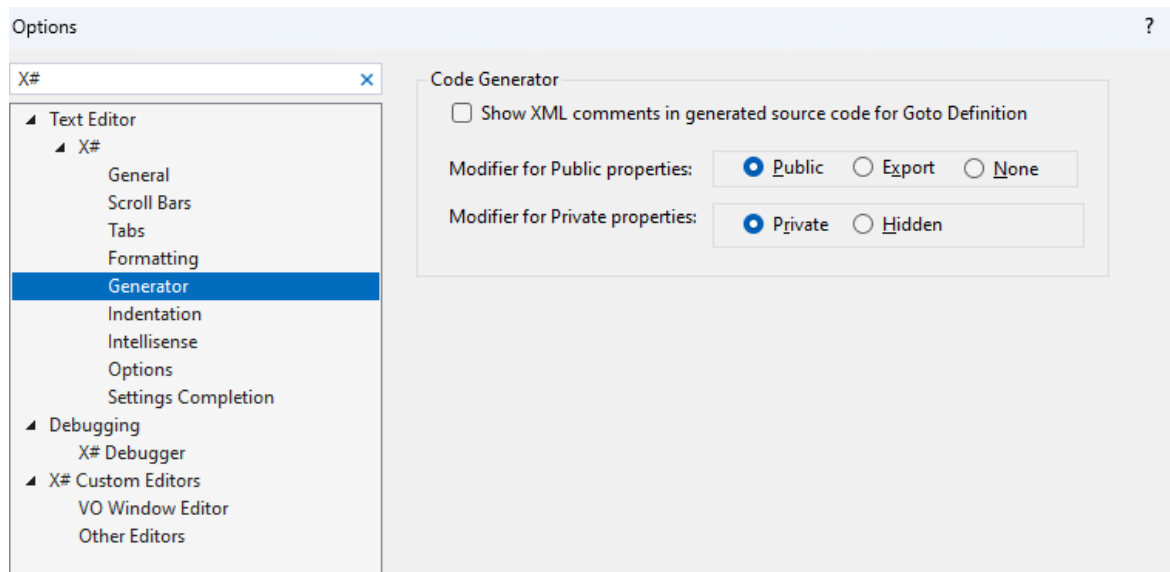 Options ?
X#
Text Editor
X#
General
Scroll Bars
Tabs
Formatting
Generator
Indentation
Intellisense
Options
Settings Completion
Debugging
X# Debugger
X# Custom Editors
VO Window Editor
Other Editors
Code Generator
Show XML comments in generated source code for Goto Definition
Modifier for Public properties: Public Export None
Modifier for Private properties: Private Hidden